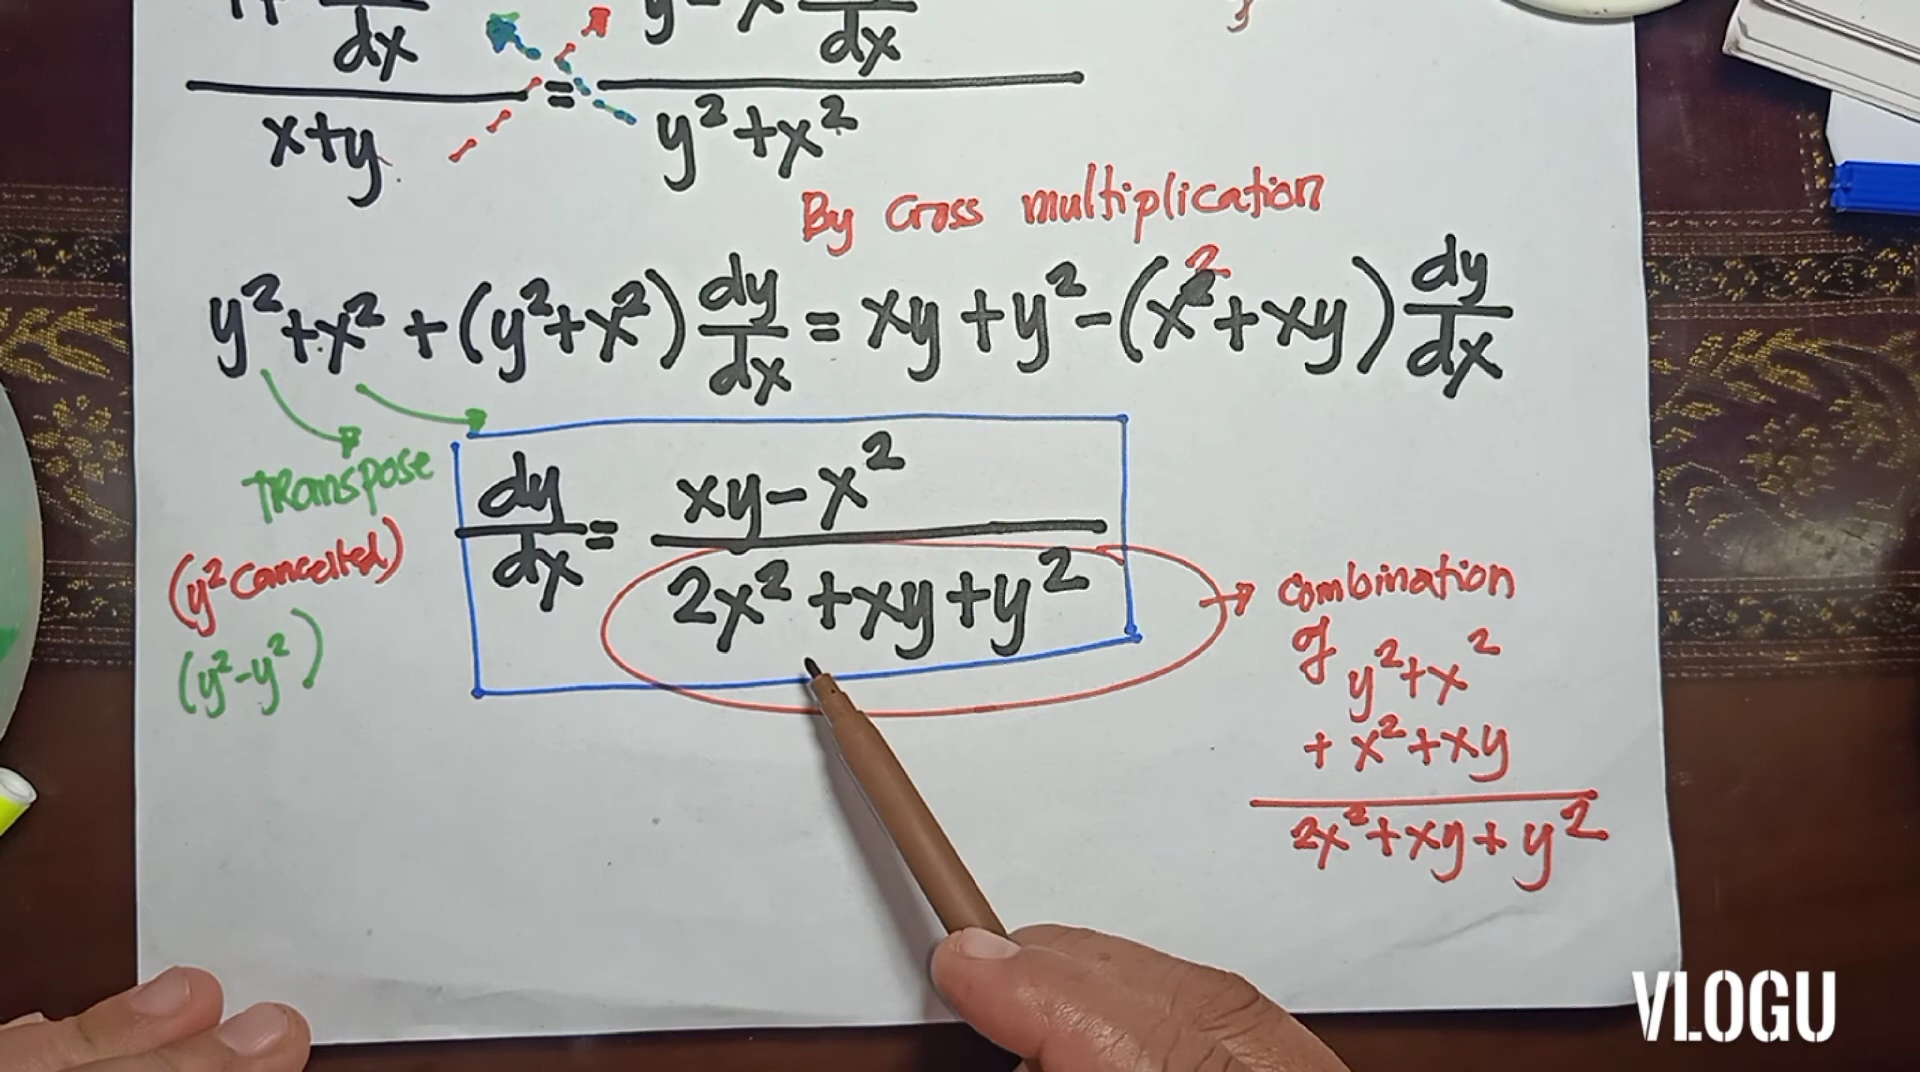 dx = dx
x+y y²+x²
By Cross multiplication
y²+x²+(y²+x²)dy/dx = xy+y²-(x²+xy)dy/dx
Transpose
dy/dx = xy-x² / 2x²+xy+y²
(y² cancelled)
(y²-y²)
combination
of y²+x²
+ x²+xy
2x²+xy+y²
VLOGU